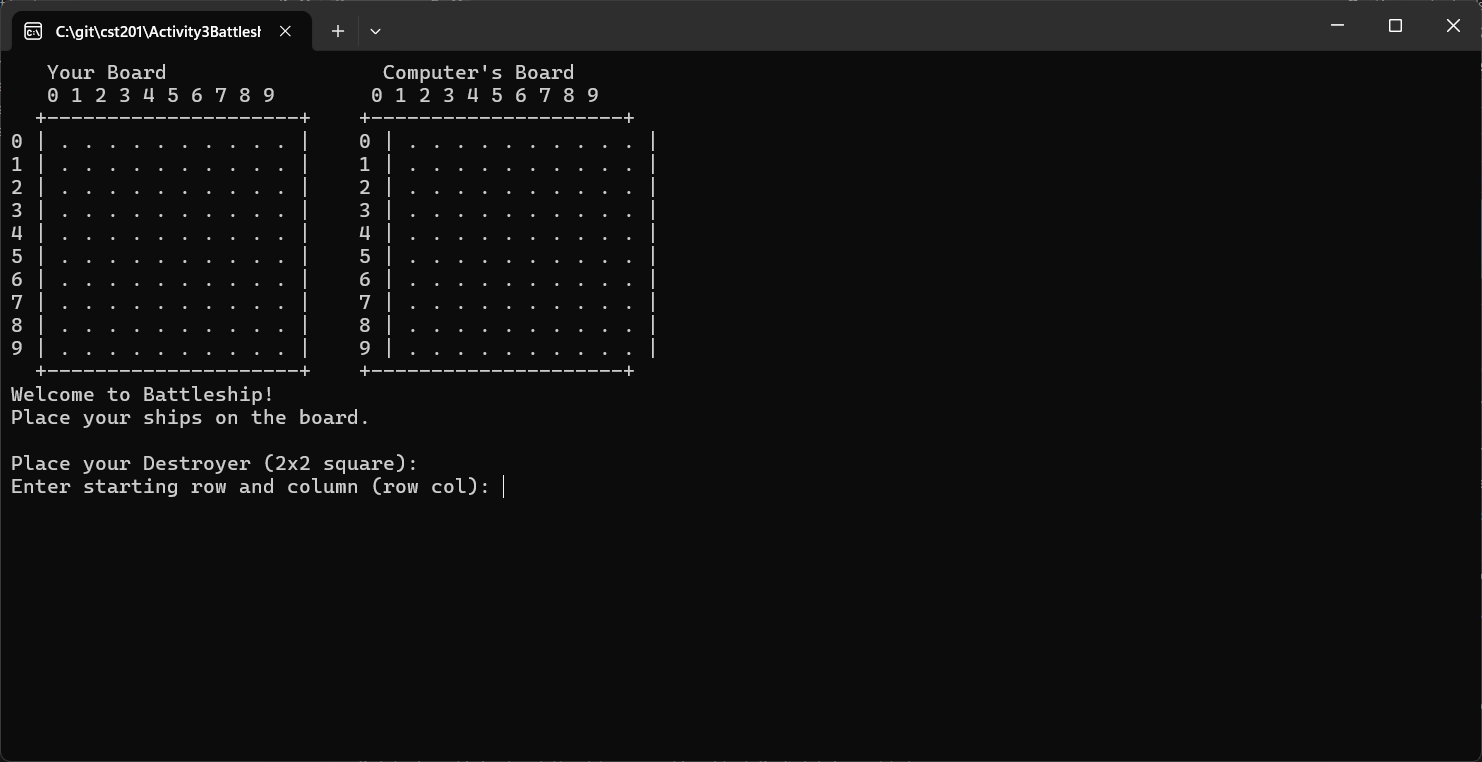 C:\git\cst201\Activity3Battlesh
   Your Board                  Computer's Board
   0 1 2 3 4 5 6 7 8 9        0 1 2 3 4 5 6 7 8 9
  +---------------------+    +---------------------+
0 | . . . . . . . . . . |    0 | . . . . . . . . . . |
1 | . . . . . . . . . . |    1 | . . . . . . . . . . |
2 | . . . . . . . . . . |    2 | . . . . . . . . . . |
3 | . . . . . . . . . . |    3 | . . . . . . . . . . |
4 | . . . . . . . . . . |    4 | . . . . . . . . . . |
5 | . . . . . . . . . . |    5 | . . . . . . . . . . |
6 | . . . . . . . . . . |    6 | . . . . . . . . . . |
7 | . . . . . . . . . . |    7 | . . . . . . . . . . |
8 | . . . . . . . . . . |    8 | . . . . . . . . . . |
9 | . . . . . . . . . . |    9 | . . . . . . . . . . |
  +---------------------+    +---------------------+
Welcome to Battleship!
Place your ships on the board.

Place your Destroyer (2x2 square):
Enter starting row and column (row col):